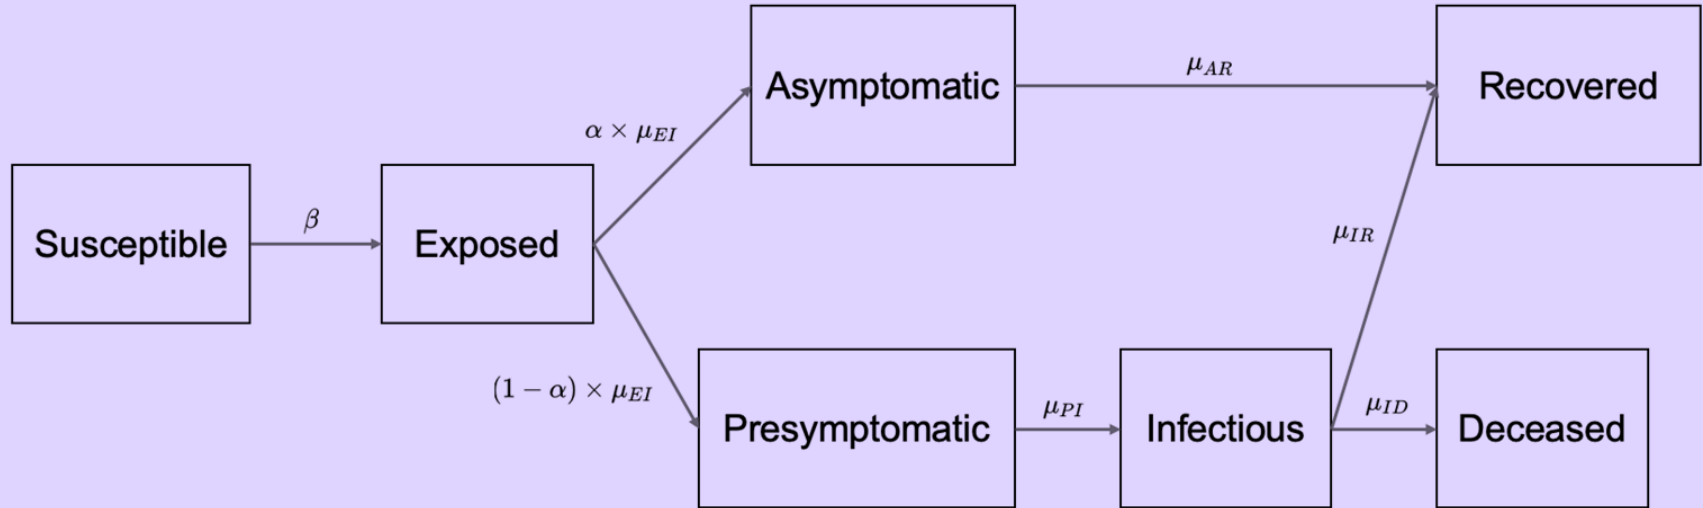 Asymptomatic
μ_AR
Recovered
α × μ_EI
Susceptible
β
Exposed
μ_IR
(1 − α) × μ_EI
Presymptomatic
μ_PI
Infectious
μ_ID
Deceased